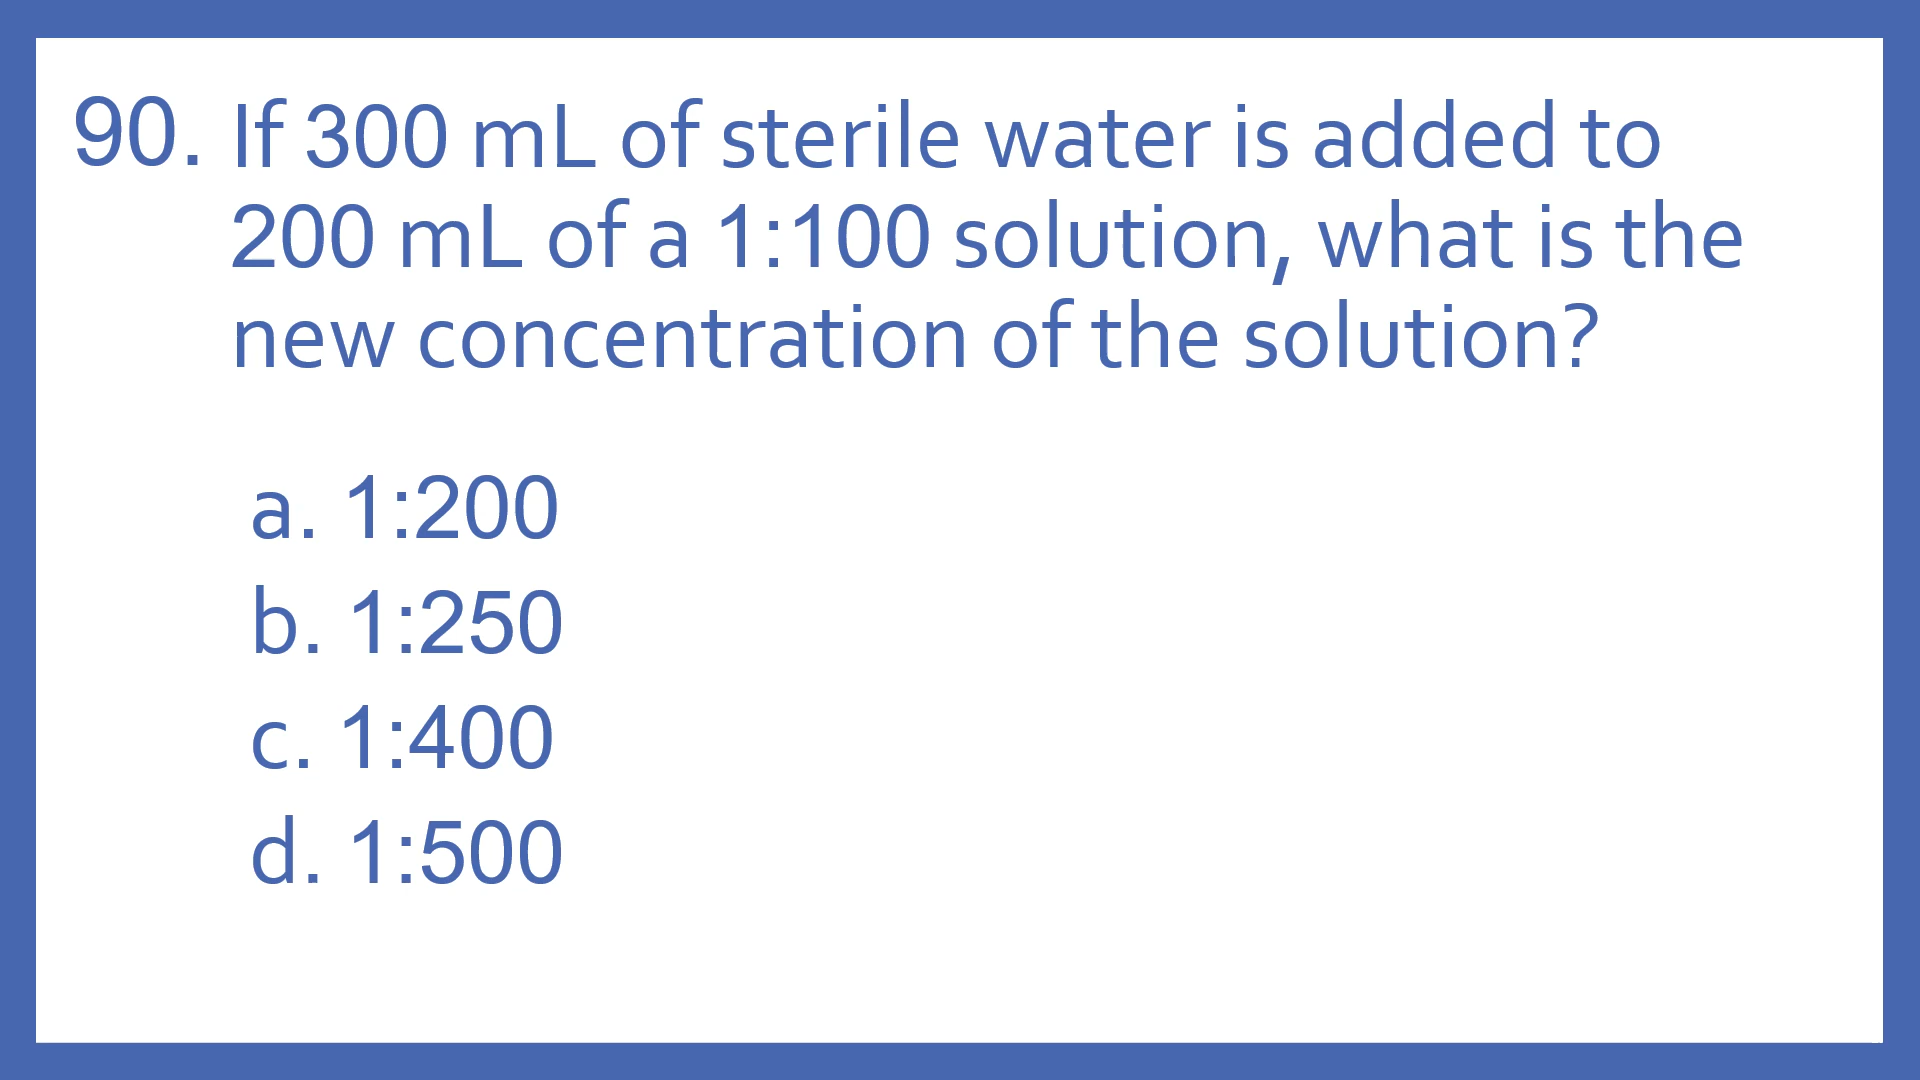 90. If 300 mL of sterile water is added to
200 mL of a 1:100 solution, what is the
new concentration of the solution?
a. 1:200
b. 1:250
c. 1:400
d. 1:500